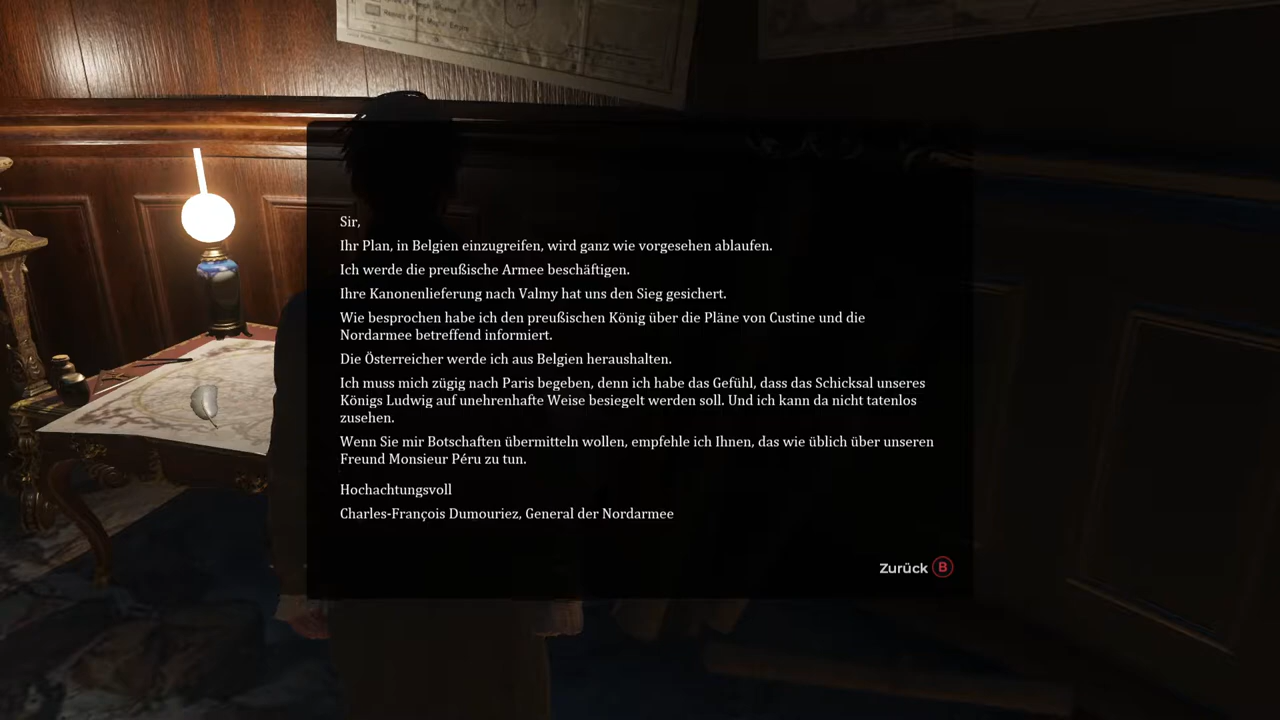 Sir,
Ihr Plan, in Belgien einzugreifen, wird ganz wie vorgesehen ablaufen.
Ich werde die preußische Armee beschäftigen.
Ihre Kanonenlieferung nach Valmy hat uns den Sieg gesichert.
Wie besprochen habe ich den preußischen König über die Pläne von Custine und die
Nordarmee betreffend informiert.
Die Österreicher werde ich aus Belgien heraushalten.
Ich muss mich zügig nach Paris begeben, denn ich habe das Gefühl, dass das Schicksal unseres
Königs Ludwig auf unehrenhafte Weise besiegelt werden soll. Und ich kann da nicht tatenlos
zusehen.
Wenn Sie mir Botschaften übermitteln wollen, empfehle ich Ihnen, das wie üblich über unseren
Freund Monsieur Péru zu tun.
Hochachtungsvoll
Charles-François Dumouriez, General der Nordarmee
Zurück B